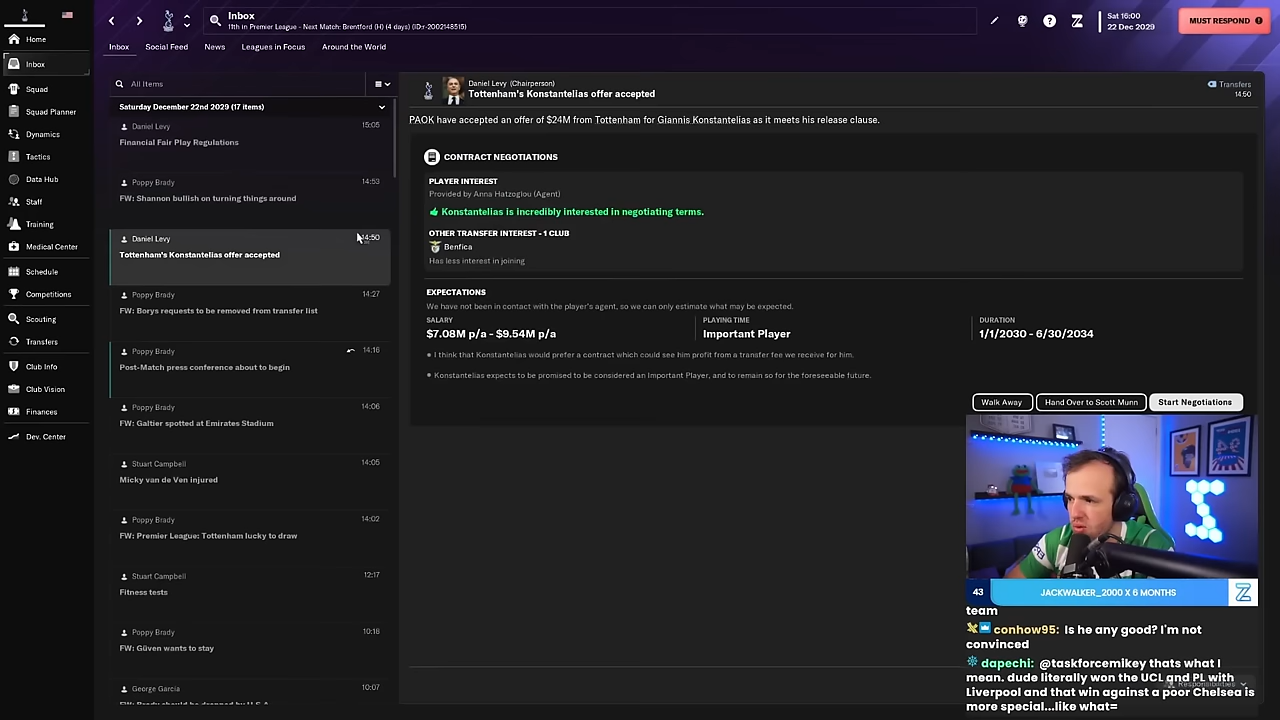 Inbox
11th in Premier League - Next Match: Brentford (H) (4 days) (ID:r-2002148515)
Sat 16:00
22 Dec 2029
MUST RESPOND
Home
Inbox
Squad
Squad Planner
Dynamics
Tactics
Data Hub
Staff
Training
Medical Center
Schedule
Competitions
Scouting
Transfers
Club Info
Club Vision
Finances
Dev. Center
Inbox
Social Feed
News
Leagues in Focus
Around the World
All Items
Saturday December 22nd 2029 (17 items)
Daniel Levy
15:05
Financial Fair Play Regulations
Poppy Brady
14:53
FW: Shannon bullish on turning things around
Daniel Levy
14:50
Tottenham's Konstantelias offer accepted
Poppy Brady
14:27
FW: Borys requests to be removed from transfer list
Poppy Brady
14:16
Post-Match press conference about to begin
Poppy Brady
14:06
FW: Galtier spotted at Emirates Stadium
Stuart Campbell
14:05
Micky van de Ven injured
Poppy Brady
14:02
FW: Premier League: Tottenham lucky to draw
Stuart Campbell
12:17
Fitness tests
Poppy Brady
10:16
FW: Güven wants to stay
George Garcia
10:07
Daniel Levy (Chairperson)
Tottenham's Konstantelias offer accepted
Transfers
14:50
PAOK have accepted an offer of $24M from Tottenham for Giannis Konstantelias as it meets his release clause.
CONTRACT NEGOTIATIONS
PLAYER INTEREST
Provided by Anna Hatzoglou (Agent)
Konstantelias is incredibly interested in negotiating terms.
OTHER TRANSFER INTEREST - 1 CLUB
Benfica
Has less interest in joining
EXPECTATIONS
We have not been in contact with the player's agent, so we can only estimate what may be expected.
SALARY
$7.08M p/a - $9.54M p/a
PLAYING TIME
Important Player
DURATION
1/1/2030 - 6/30/2034
I think that Konstantelias would prefer a contract which could see him profit from a transfer fee we receive for him.
Konstantelias expects to be promised to be considered an Important Player, and to remain so for the foreseeable future.
Walk Away
Hand Over to Scott Munn
Start Negotiations
43
JACKWALKER_2000 X 6 MONTHS
team
conhow95: Is he any good? I'm not
convinced
dapechi: @taskforcemikey thats what I
mean. dude literally won the UCL and PL with
Liverpool and that win against a poor Chelsea is
more special...like what=
Responsibilities